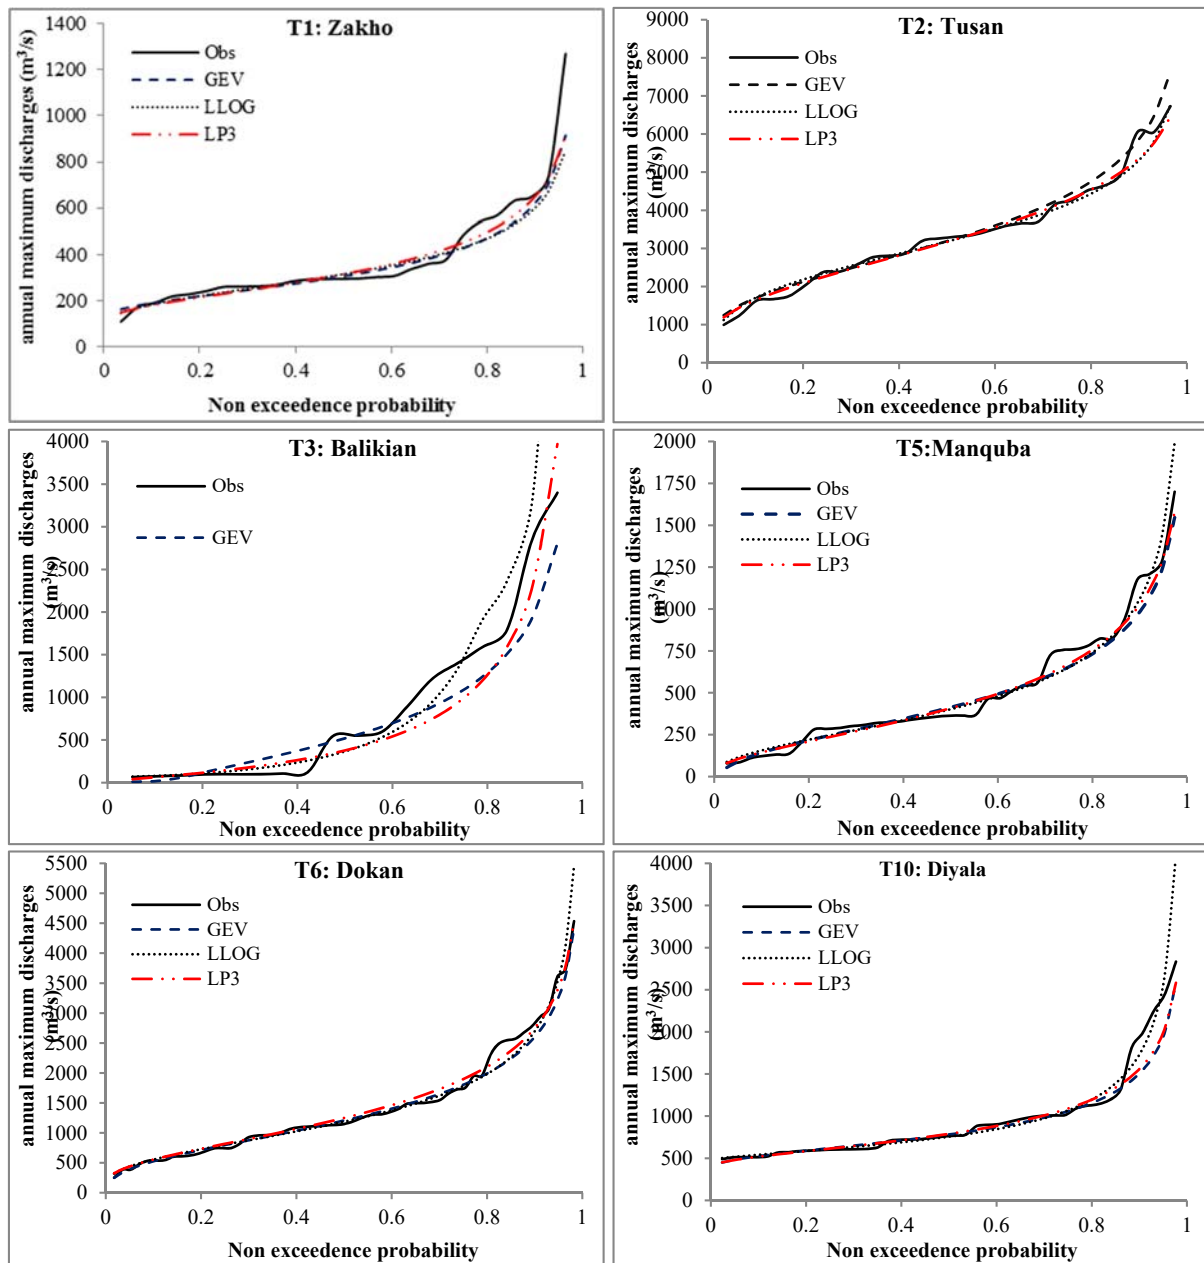 T1: Zakho
annual maximum discharges (m³/s)
1400
1200
1000
800
600
400
200
0
Obs
GEV
LLOG
LP3
0 0.2 0.4 0.6 0.8 1
Non exceedence probability
T2: Tusan
annual maximum discharges
(m³/s)
9000
8000
7000
6000
5000
4000
3000
2000
1000
0
Obs
GEV
LLOG
LP3
0 0.2 0.4 0.6 0.8 1
Non exceedence probability
T3: Balikian
annual maximum discharges
(m³/s)
4000
3500
3000
2500
2000
1500
1000
500
0
Obs
GEV
0 0.2 0.4 0.6 0.8 1
Non exceedence probability
T5:Manquba
annual maximum discharges
(m³/s)
2000
1750
1500
1250
1000
750
500
250
0
Obs
GEV
LLOG
LP3
0 0.2 0.4 0.6 0.8 1
Non exceedence probability
T6: Dokan
annual maximum discharges
(m³/s)
5500
5000
4500
4000
3500
3000
2500
2000
1500
1000
500
0
Obs
GEV
LLOG
LP3
0 0.2 0.4 0.6 0.8 1
Non exceedence probability
T10: Diyala
annual maximum discharges
(m³/s)
4000
3500
3000
2500
2000
1500
1000
500
0
Obs
GEV
LLOG
LP3
0 0.2 0.4 0.6 0.8 1
Non exceedence probability